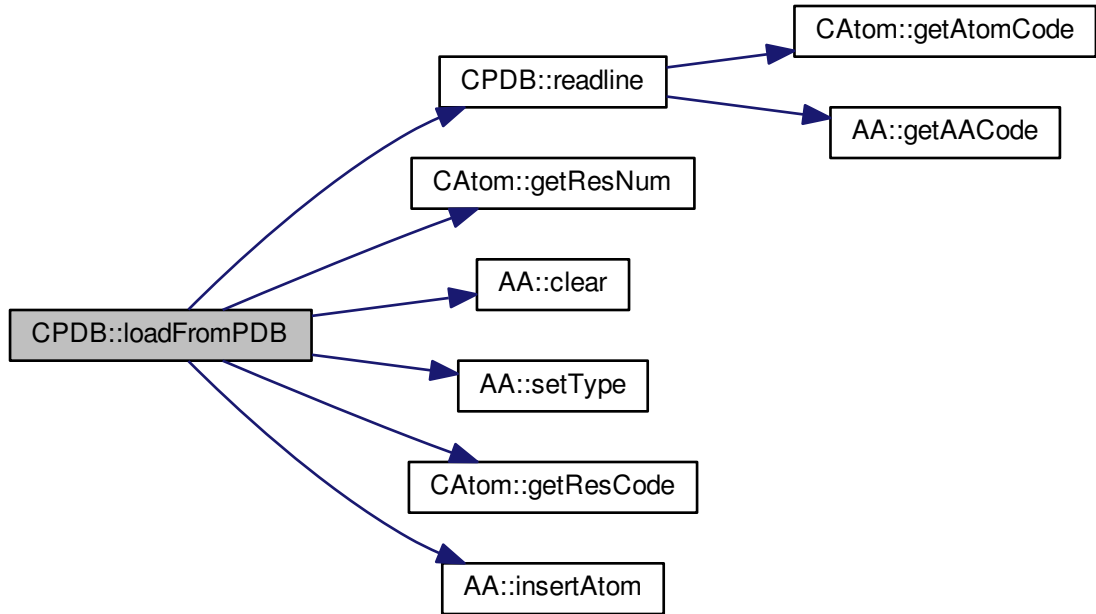 CPDB::loadFromPDB
CPDB::readline
CAtom::getResNum
AA::clear
AA::setType
CAtom::getResCode
AA::insertAtom
CAtom::getAtomCode
AA::getAACode